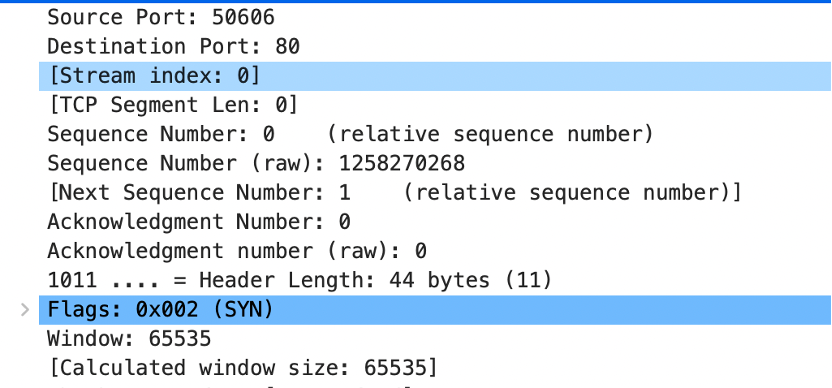 Source Port: 50606
Destination Port: 80
[Stream index: 0]
[TCP Segment Len: 0]
Sequence Number: 0    (relative sequence number)
Sequence Number (raw): 1258270268
[Next Sequence Number: 1    (relative sequence number)]
Acknowledgment Number: 0
Acknowledgment number (raw): 0
1011 .... = Header Length: 44 bytes (11)
Flags: 0x002 (SYN)
Window: 65535
[Calculated window size: 65535]